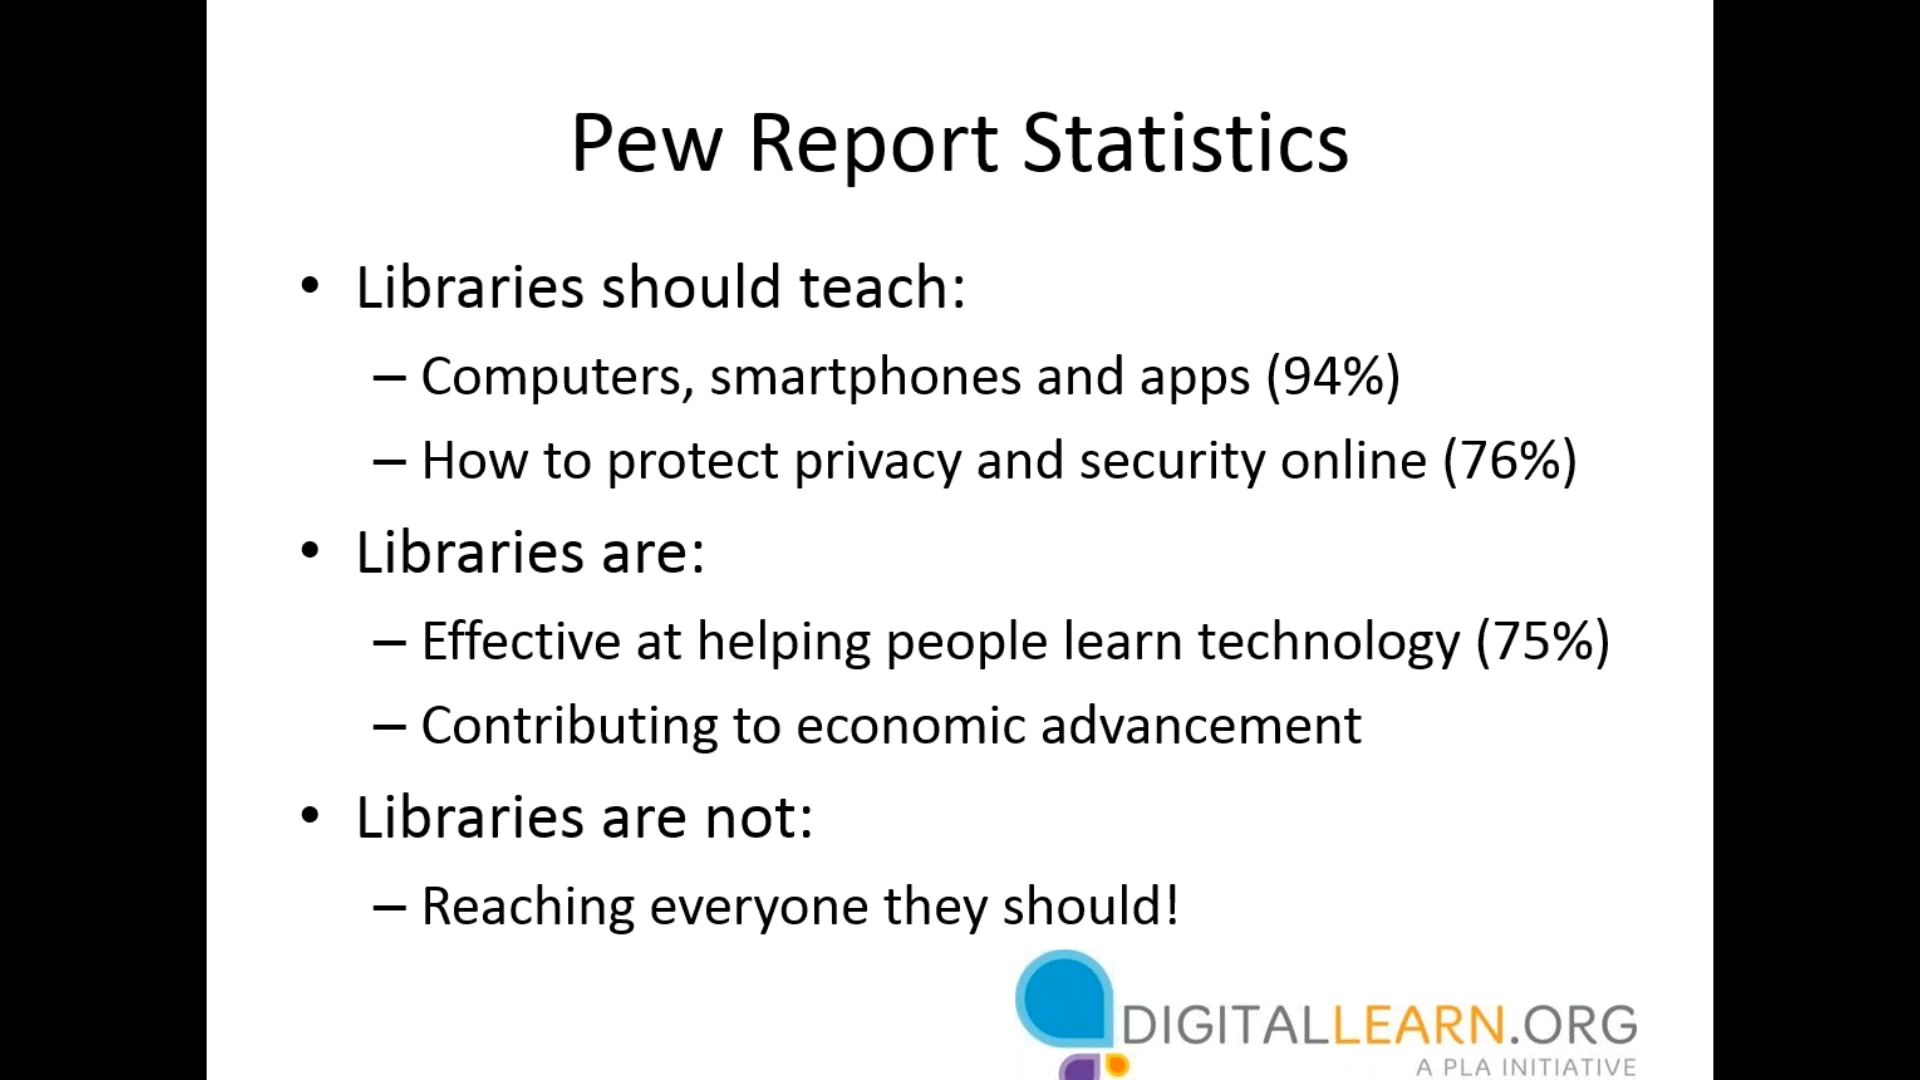 Pew Report Statistics
• Libraries should teach:
– Computers, smartphones and apps (94%)
– How to protect privacy and security online (76%)
• Libraries are:
– Effective at helping people learn technology (75%)
– Contributing to economic advancement
• Libraries are not:
– Reaching everyone they should!
DIGITALLEARN.ORG
A PLA INITIATIVE